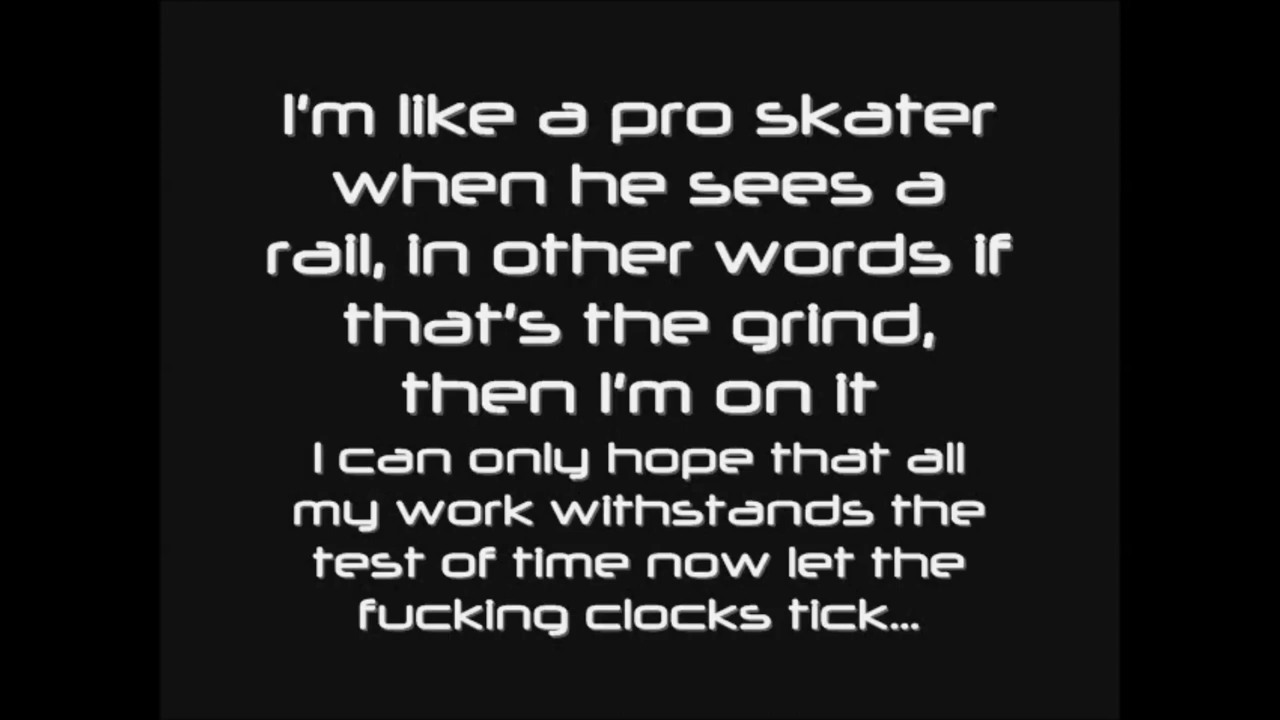 I'm like a pro skater
when he sees a
rail, in other words if
that's the grind,
then I'm on it
I can only hope that all
my work withstands the
test of time now let the
fucking clocks tick...